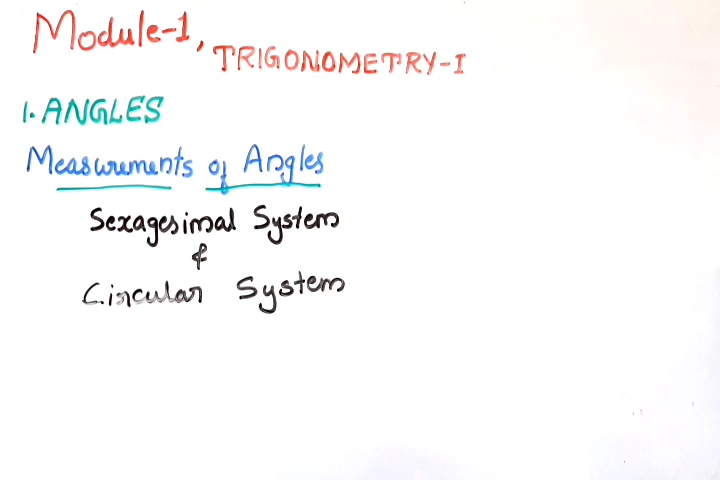 Module-1, TRIGONOMETRY-I
1. ANGLES
Measurements of Angles
Sexagesimal System
&
Circular System